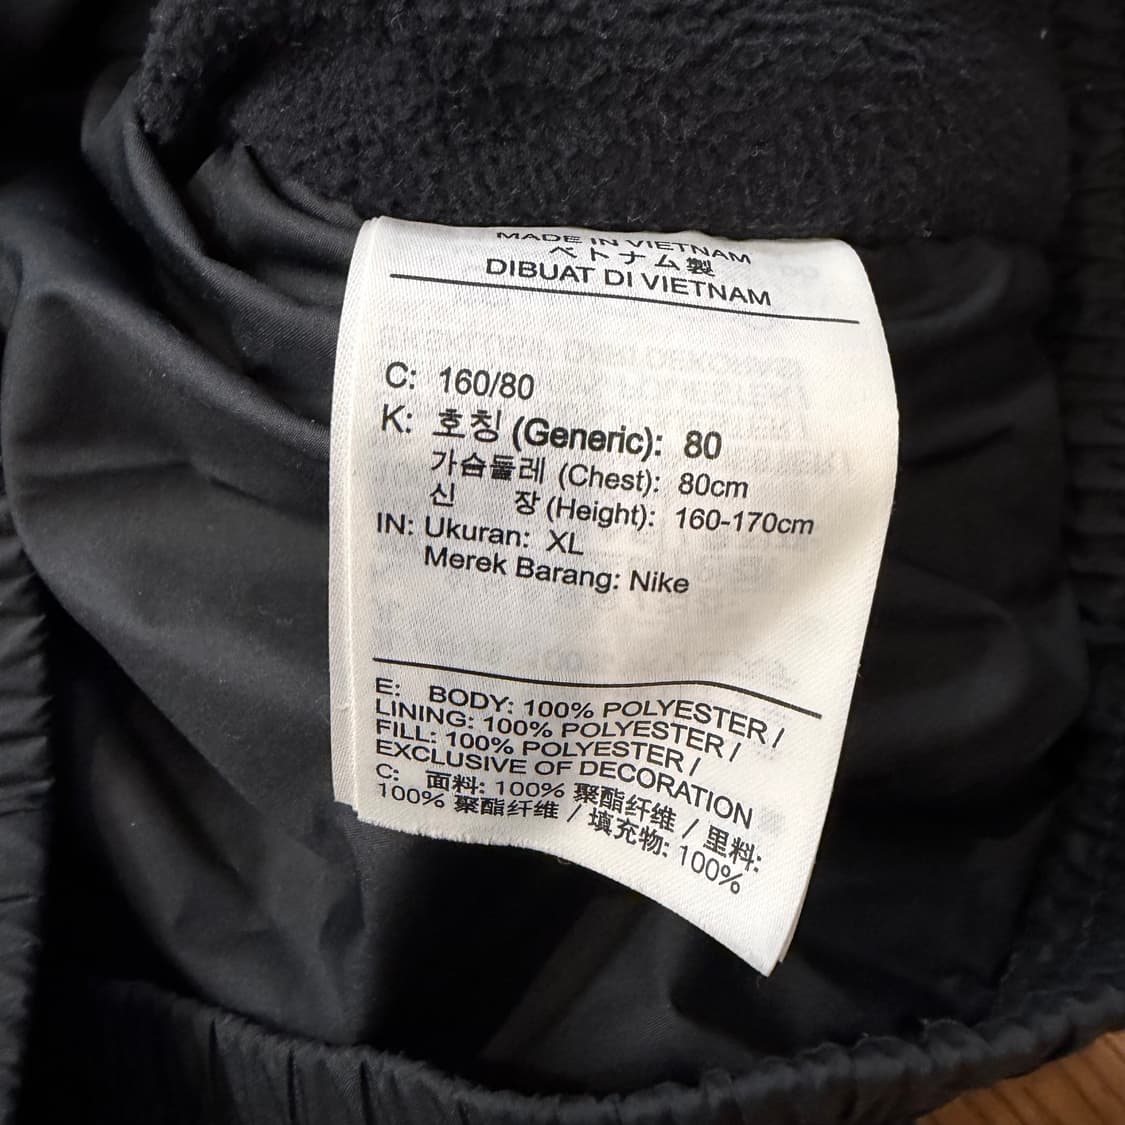 MADE IN VIETNAM
ベトナム製
DIBUAT DI VIETNAM
C: 160/80
K: 호칭 (Generic): 80
가슴둘레 (Chest): 80cm
신 장 (Height): 160-170cm
IN: Ukuran: XL
Merek Barang: Nike
E: BODY: 100% POLYESTER /
LINING: 100% POLYESTER /
FILL: 100% POLYESTER /
EXCLUSIVE OF DECORATION
C: 面料: 100% 聚酯纤维 / 里料:
100% 聚酯纤维 / 填充物: 100%